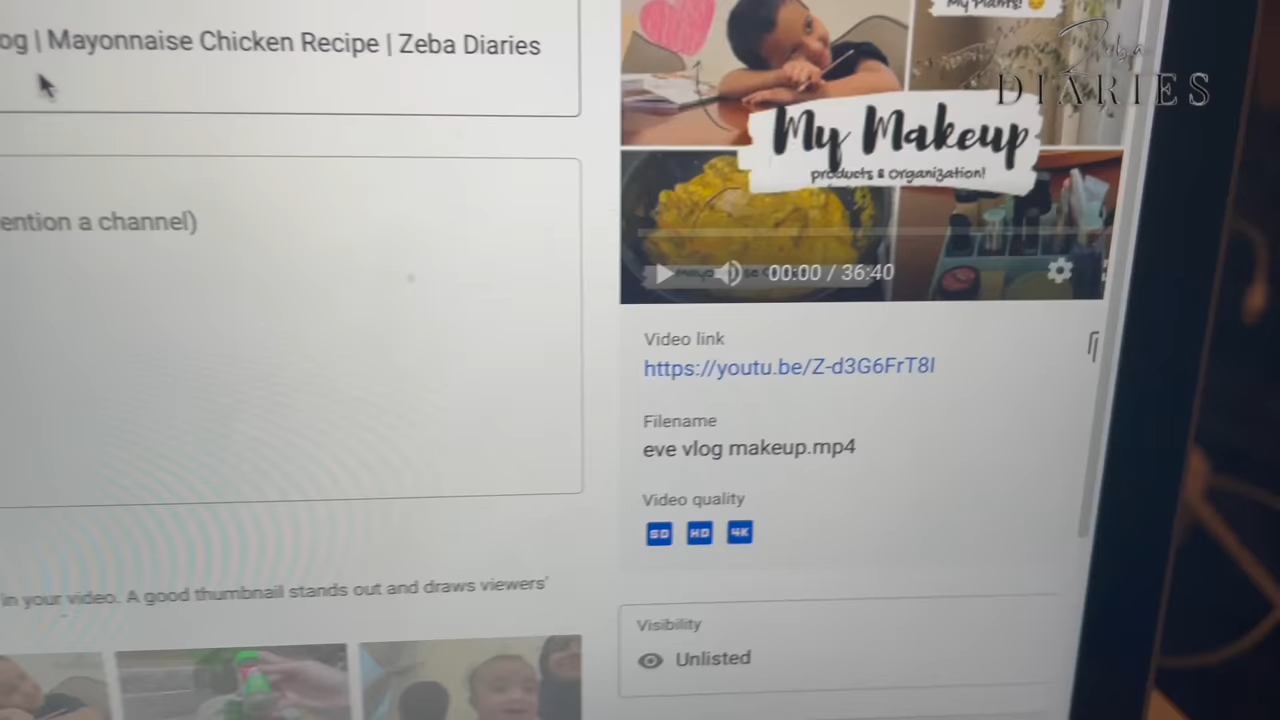 og | Mayonnaise Chicken Recipe | Zeba Diaries
My Plants!
Zeba
DIARIES
My Makeup
products & Organization!
ention a channel)
00:00 / 36:40
Video link
https://youtu.be/Z-d3G6FrT8I
Filename
eve vlog makeup.mp4
Video quality
SD HD 4K
in your video. A good thumbnail stands out and draws viewers'
Visibility
Unlisted